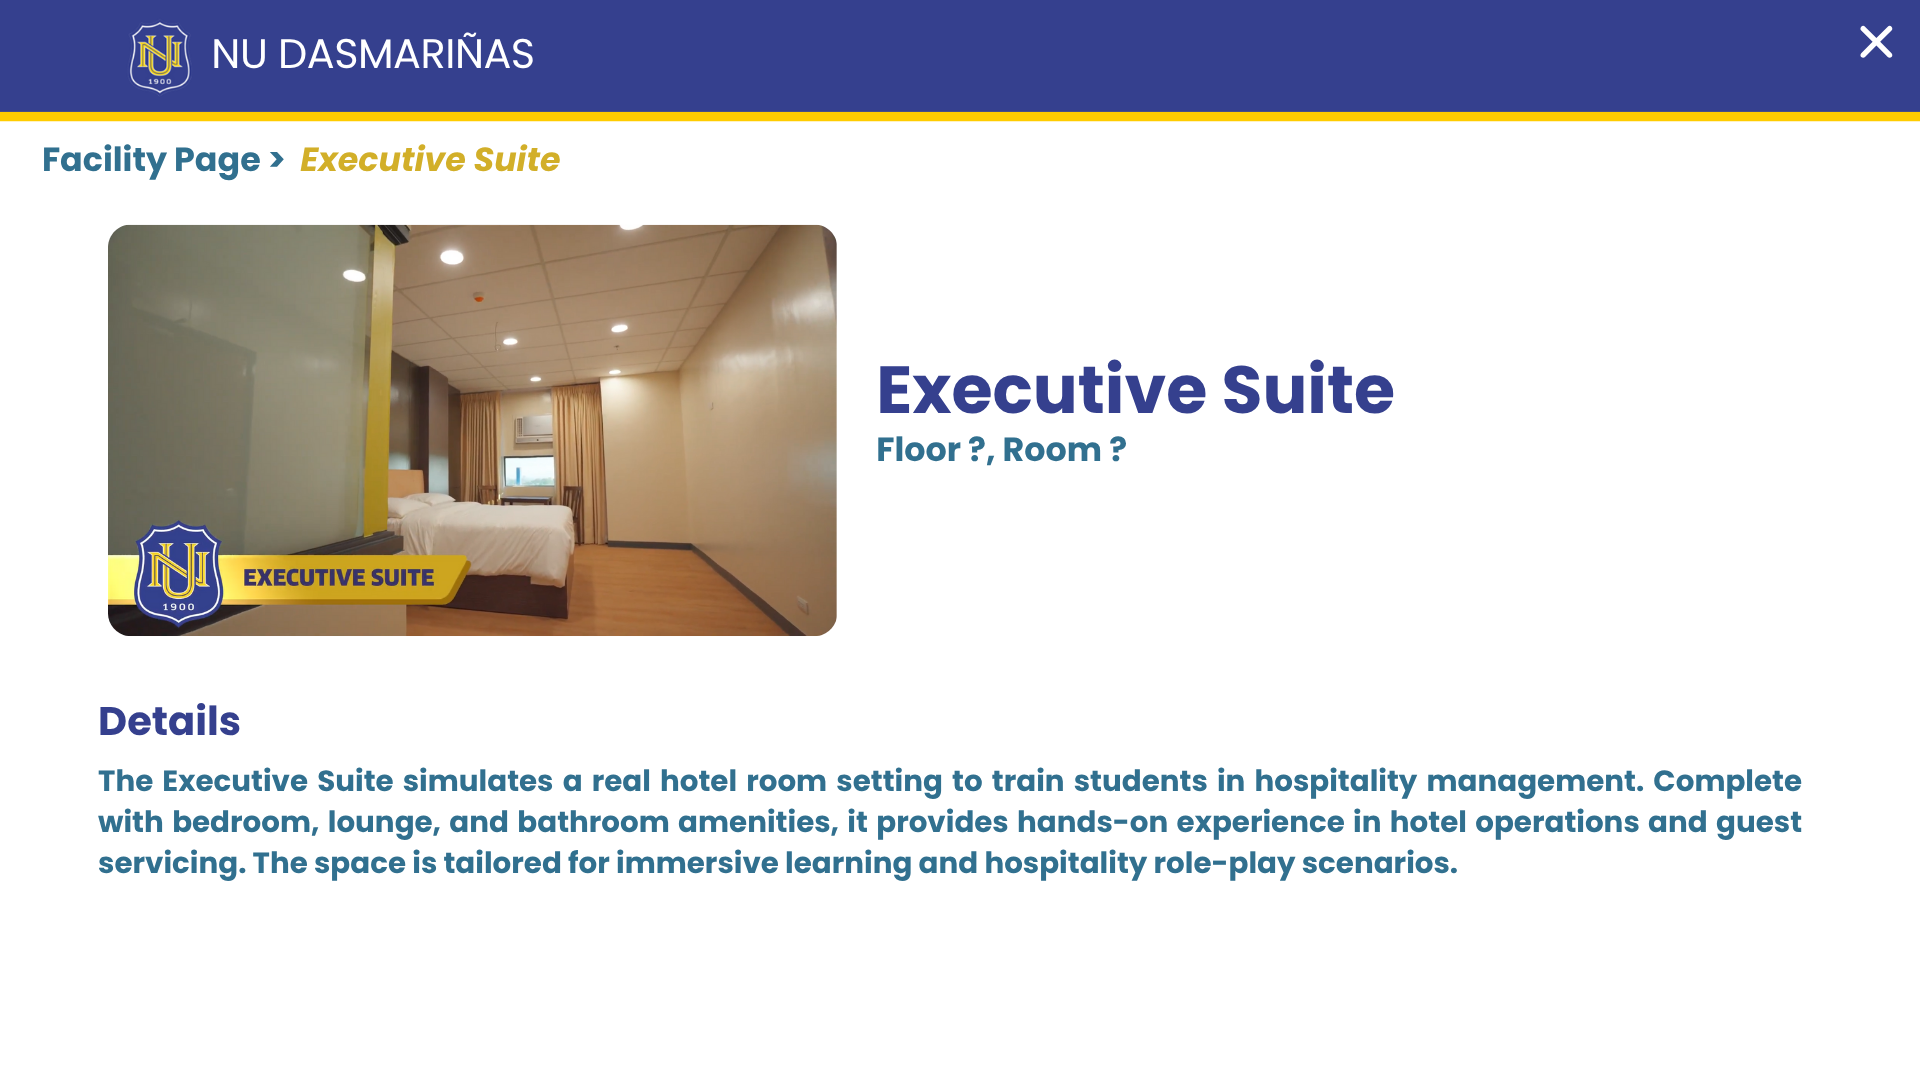 NU
1900
NU DASMARIÑAS
Facility Page > Executive Suite
NU
1900
EXECUTIVE SUITE
Executive Suite
Floor ?, Room ?
Details
The Executive Suite simulates a real hotel room setting to train students in hospitality management. Complete
with bedroom, lounge, and bathroom amenities, it provides hands-on experience in hotel operations and guest
servicing. The space is tailored for immersive learning and hospitality role-play scenarios.